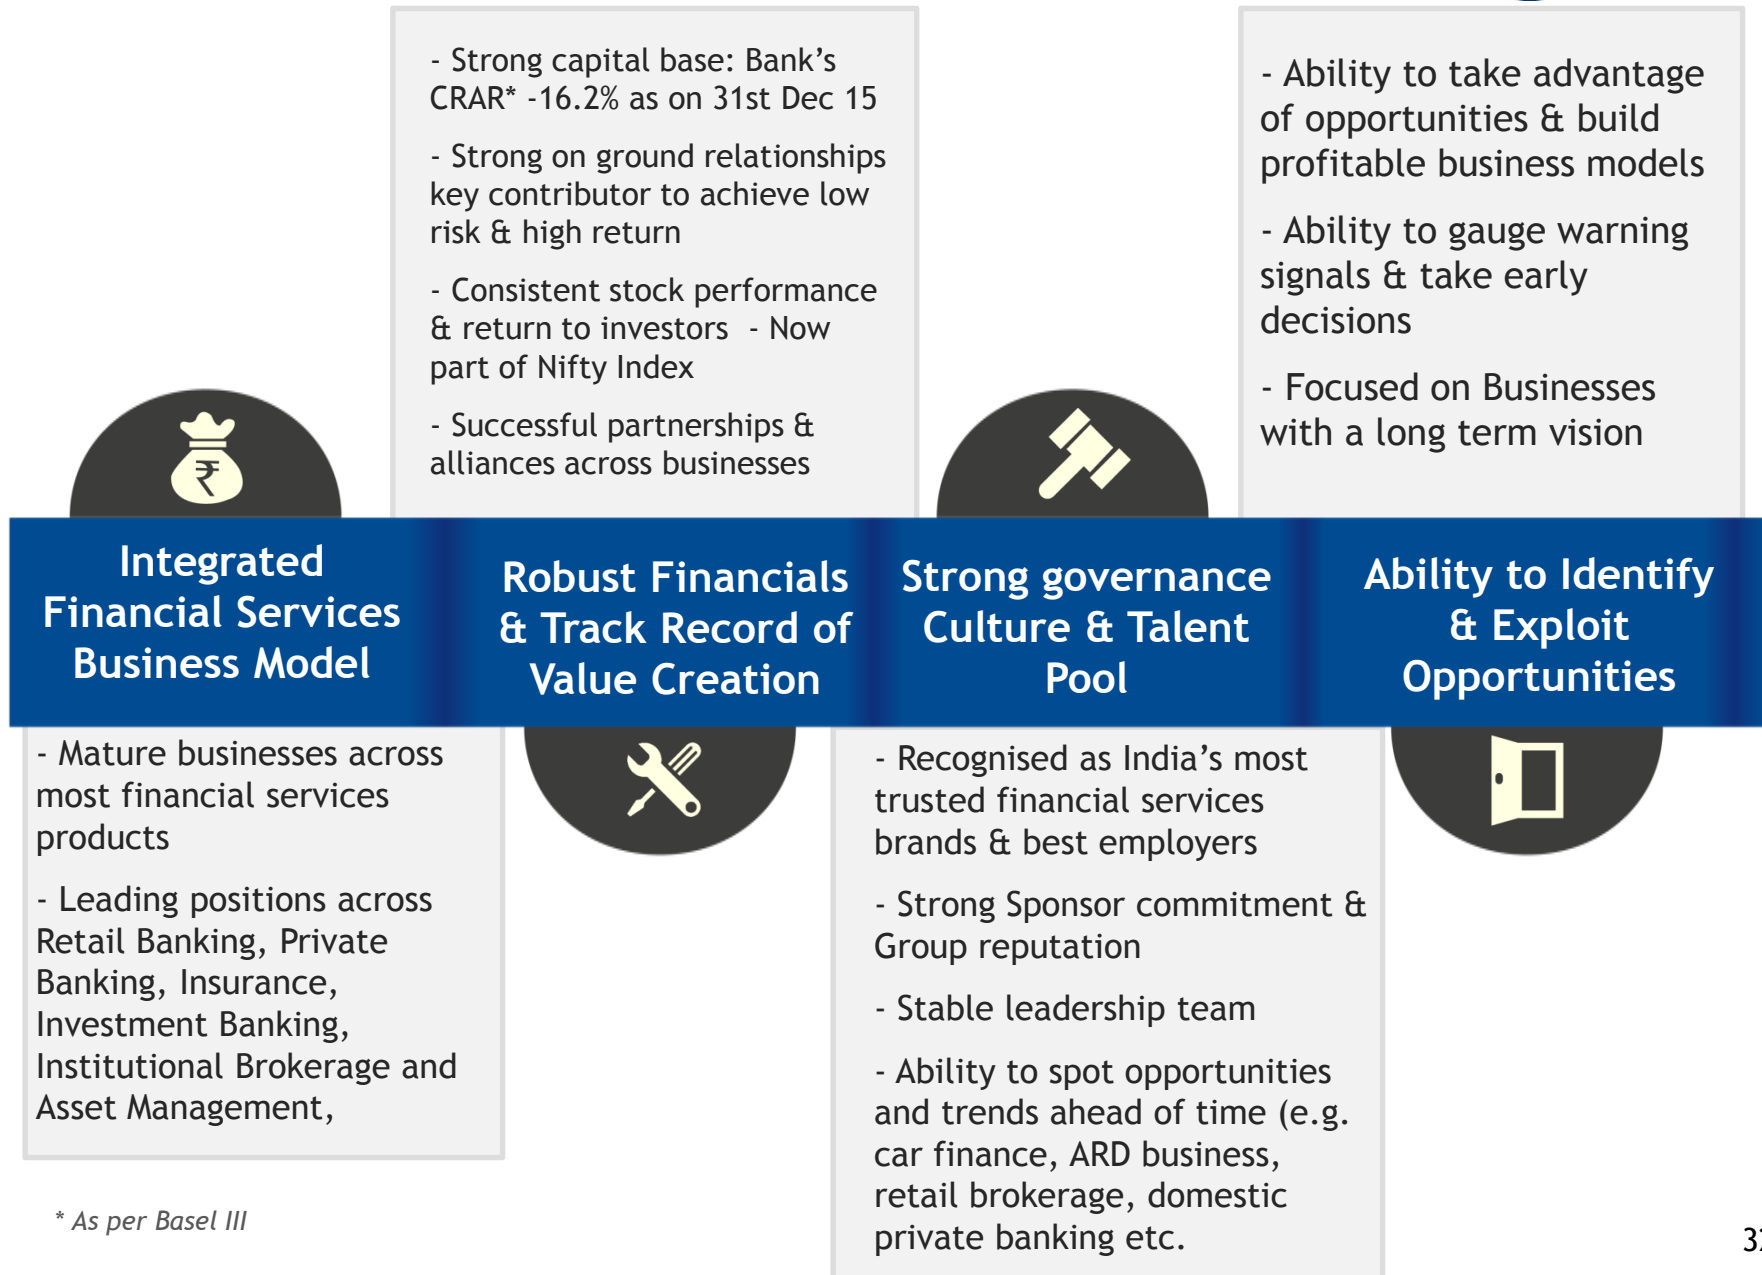 - Strong capital base: Bank’s
CRAR* -16.2% as on 31st Dec 15
- Strong on ground relationships
key contributor to achieve low
risk & high return
- Consistent stock performance
& return to investors  - Now
part of Nifty Index
- Successful partnerships &
alliances across businesses
- Ability to take advantage
of opportunities & build
profitable business models
- Ability to gauge warning
signals & take early
decisions
- Focused on Businesses
with a long term vision
₹
Integrated
Financial Services
Business Model
Robust Financials
& Track Record of
Value Creation
Strong governance
Culture & Talent
Pool
Ability to Identify
& Exploit
Opportunities
- Mature businesses across
most financial services
products
- Leading positions across
Retail Banking, Private
Banking, Insurance,
Investment Banking,
Institutional Brokerage and
Asset Management,
- Recognised as India’s most
trusted financial services
brands & best employers
- Strong Sponsor commitment &
Group reputation
- Stable leadership team
- Ability to spot opportunities
and trends ahead of time (e.g.
car finance, ARD business,
retail brokerage, domestic
private banking etc.
* As per Basel III